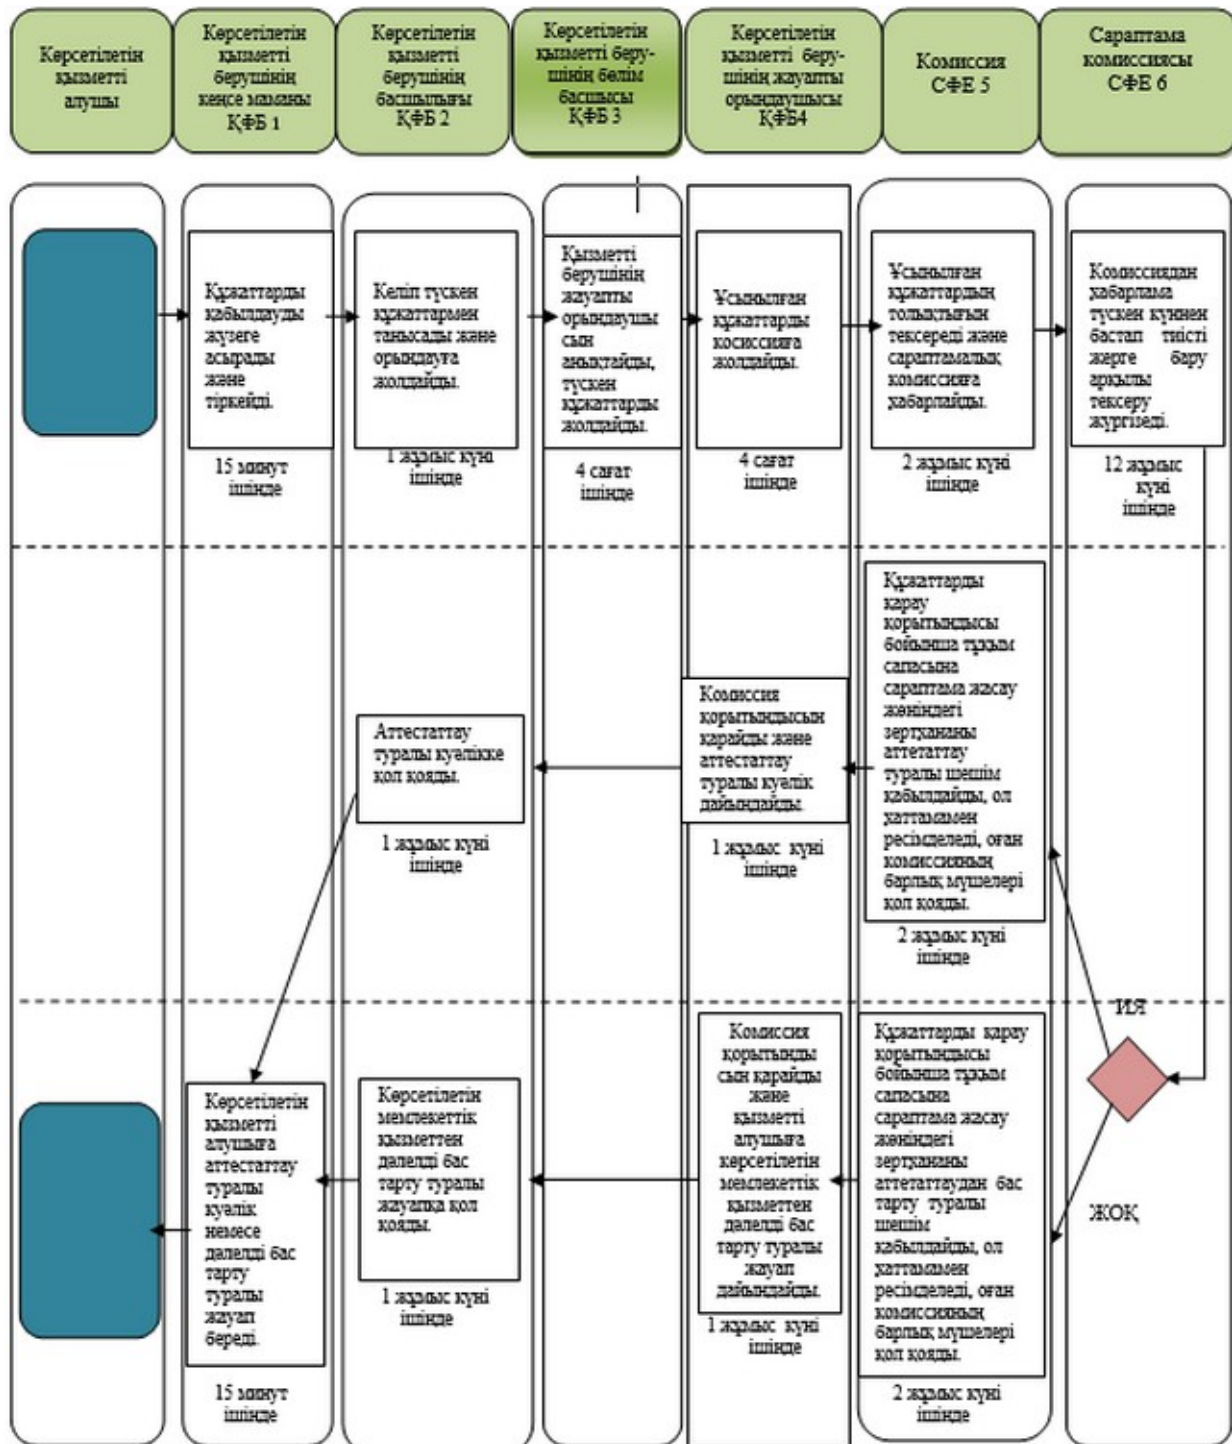 Көрсетілетін
қызметті
алушы
Көрсетілетін
қызметті
берушінің
кеңсе маманы
ҚФБ 1
Көрсетілетін
қызметті
берушінің
басшылығы
ҚФБ 2
Көрсетілетін
қызметті беру-
шінің бөлім
басшысы
ҚФБ 3
Көрсетілетін
қызметті беру-
шінің жауапты
орындаушысы
ҚФБ4
Комиссия
СФЕ 5
Сараптама
комиссиясы
СФЕ 6
Құжаттарды
қабылдауды
жүзеге
асырады
және
тіркейді.
15 минут
ішінде
Келіп түскен
құжаттармен
танысады және
орындауға
жолдайды.
1 жұмыс күні
ішінде
Қызметті
берушінің
жауапты
орындаушы
сын
анықтайды,
түскен
құжаттарды
жолдайды.
4 сағат
ішінде
Ұсынылған
құжаттарды
косиссияға
жолдайды.
4 сағат
ішінде
Ұсынылған
құжаттардың
толықтығын
тексереді және
сараптамалық
комиссияға
хабарлайды.
2 жұмыс күні
ішінде
Комиссиядан
хабарлама
түскен күннен
бастап тиісті
жерге бару
арқылы
тексеру
жүргізеді.
12 жұмыс
күні
ішінде
Аттестаттау
туралы куәлікке
қол қояды.
1 жұмыс күні
ішінде
Комиссия
қорытындысын
қарайды және
аттестаттау
туралы куәлік
дайындайды.
1 жұмыс күні
ішінде
Құжаттарды
қарау
қорытындысы
бойынша тұқым
сапасына
сараптама жасау
жөніндегі
зертхананы
аттетаттау
туралы шешім
қабылдайды, ол
хаттамамен
ресімделеді, оған
комиссияның
барлық мүшелері
қол қояды.
2 жұмыс күні
ішінде
Көрсетілетін
қызметті
алушыға
аттестаттау
туралы
куәлік
немесе
дәлелді бас
тарту
туралы
жауап
береді.
15 минут
ішінде
Көрсетілетін
мемлекеттік
қызметтен
дәлелді бас
тарту туралы
жауапқа қол
қояды.
1 жұмыс күні
ішінде
Комиссия
қорытынды
сын қарайды
және
қызметті
алушыға
көрсетілетін
мемлекеттік
қызметтен
дәлелді бас
тарту туралы
жауап
дайындайды.
1 жұмыс күні
ішінде
Құжаттарды қарау
қорытындысы
бойынша тұқым
сапасына
сараптама жасау
жөніндегі
зертхананы
аттетаттаудан бас
тарту туралы
шешім
қабылдайды, ол
хаттамамен
ресімделеді, оған
комиссияның
барлық мүшелері
қол қояды.
2 жұмыс күні
ішінде
ИЯ
ЖОҚ